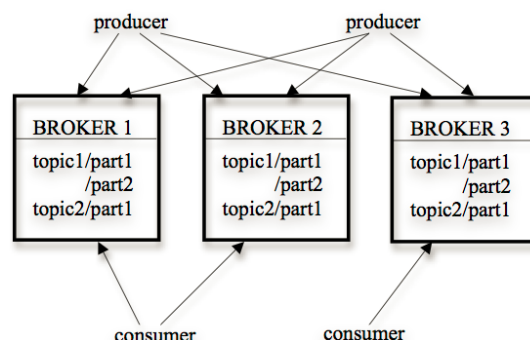 producer
producer
BROKER 1
topic1/part1
/part2
topic2/part1
BROKER 2
topic1/part1
/part2
topic2/part1
BROKER 3
topic1/part1
/part2
topic2/part1
consumer
consumer